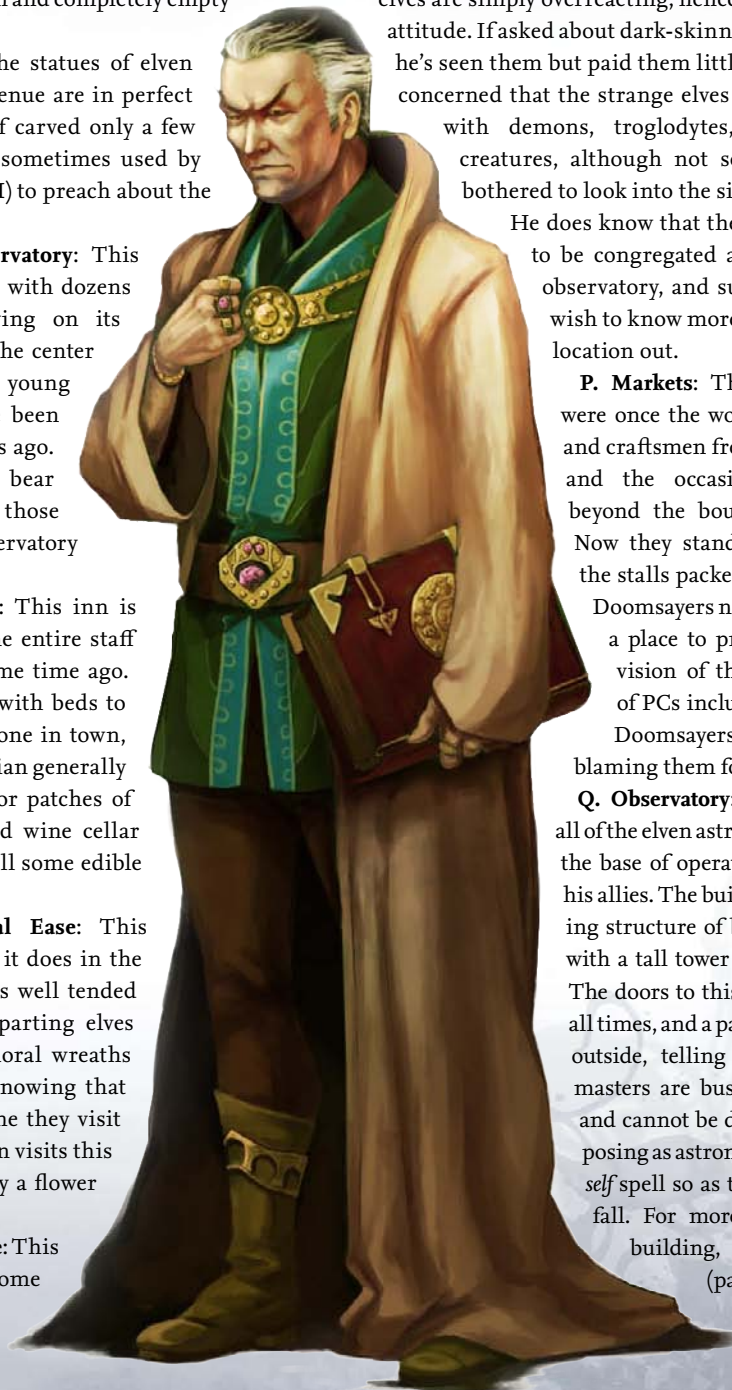 and completely empty
he statues of elven
enue are in perfect
f carved only a few
sometimes used by
I) to preach about the
rvatory: This
with dozens
ing on its
he center
young
been
s ago.
bear
those
ervatory
: This inn is
e entire staff
me time ago.
with beds to
one in town,
ian generally
or patches of
d wine cellar
ll some edible
al Ease: This
it does in the
s well tended
parting elves
oral wreaths
nowing that
ne they visit
n visits this
y a flower
e: This
ome
elves are simply overreacting, hence
attitude. If asked about dark-skinn
he's seen them but paid them littl
concerned that the strange elves
with demons, troglodytes,
creatures, although not s
bothered to look into the si
He does know that the
to be congregated a
observatory, and su
wish to know more
location out.
P. Markets: Th
were once the wo
and craftsmen fro
and the occasi
beyond the bou
Now they stand
the stalls packe
Doomsayers n
a place to pr
vision of th
of PCs inclu
Doomsayers
blaming them fo
Q. Observatory:
all of the elven astr
the base of operat
his allies. The bui
ing structure of b
with a tall tower
The doors to this
all times, and a pa
outside, telling
masters are bus
and cannot be d
posing as astron
self spell so as t
fall. For more
building,
(pa